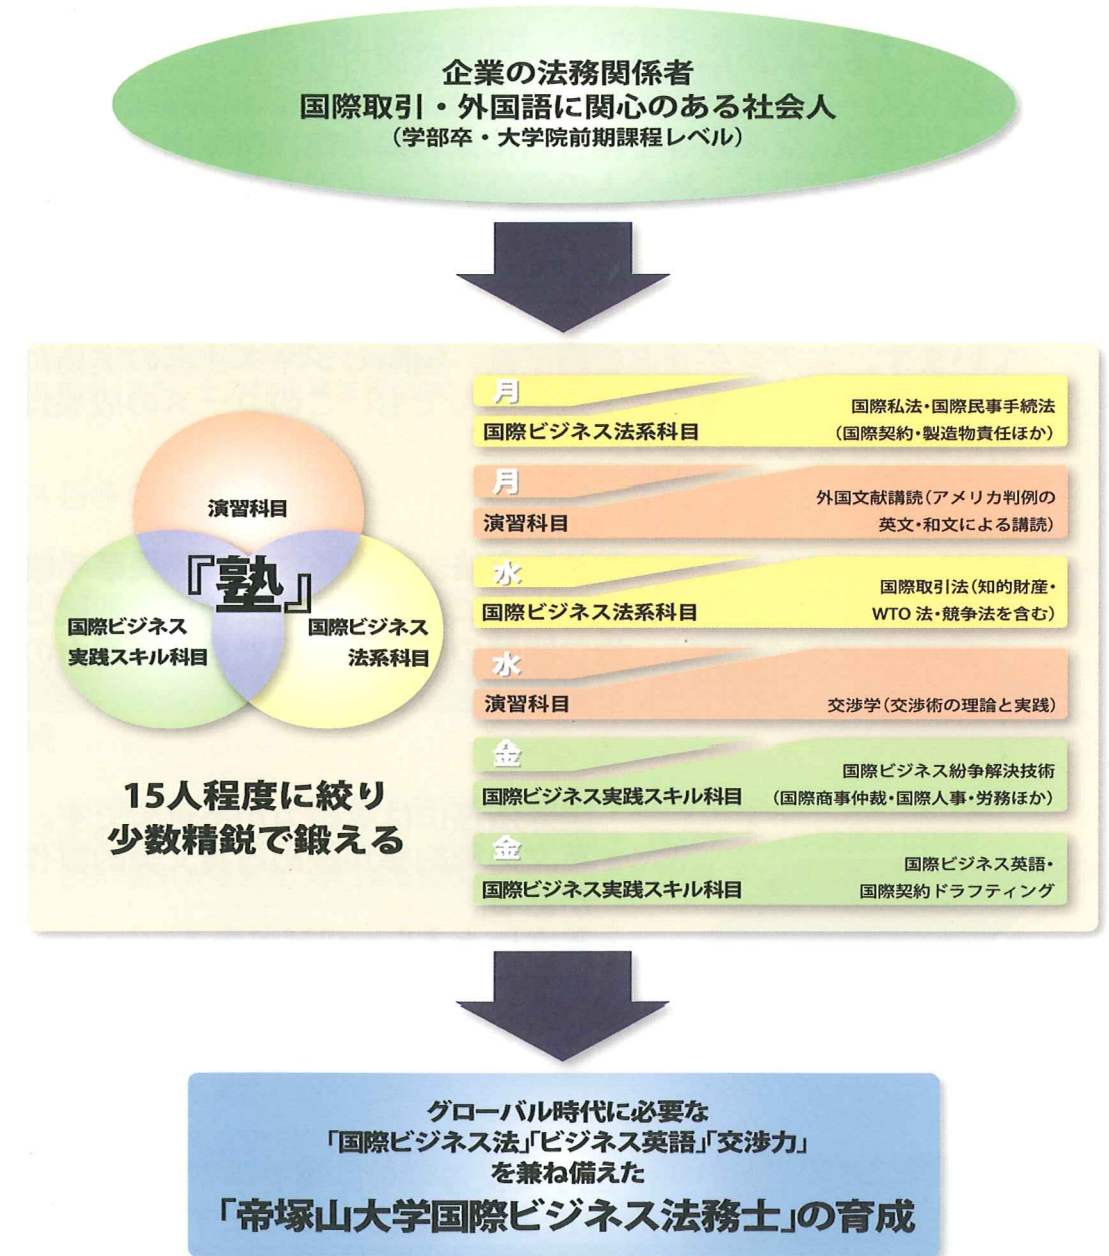 企業の法務関係者
国際取引・外国語に関心のある社会人
(学部卒・大学院前期課程レベル)
演習科目
『塾』
国際ビジネス
実践スキル科目
国際ビジネス
法系科目
15人程度に絞り
少数精鋭で鍛える
月
国際ビジネス法系科目
国際私法・国際民事手続法
(国際契約・製造物責任ほか)
月
演習科目
外国文献講読(アメリカ判例の
英文・和文による講読)
水
国際ビジネス法系科目
国際取引法(知的財産・
WTO法・競争法を含む)
水
演習科目
交渉学(交渉術の理論と実践)
金
国際ビジネス実践スキル科目
国際ビジネス紛争解決技術
(国際商事仲裁・国際人事・労務ほか)
金
国際ビジネス実践スキル科目
国際ビジネス英語・
国際契約ドラフティング
グローバル時代に必要な
「国際ビジネス法」「ビジネス英語」「交渉力」
を兼ね備えた
「帝塚山大学国際ビジネス法務士」の育成